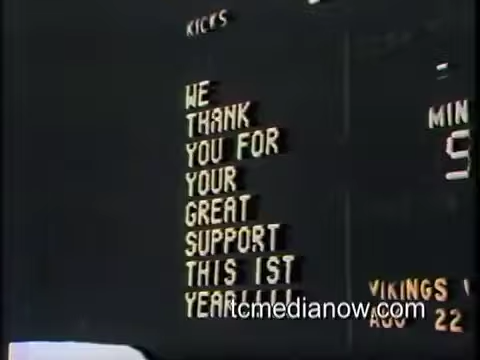 KICKS
WE
THANK
YOU FOR
YOUR
GREAT
SUPPORT
THIS 1ST
YEAR!!!!
MIN
VIKINGS V
AUG 22
tcmedianow.com